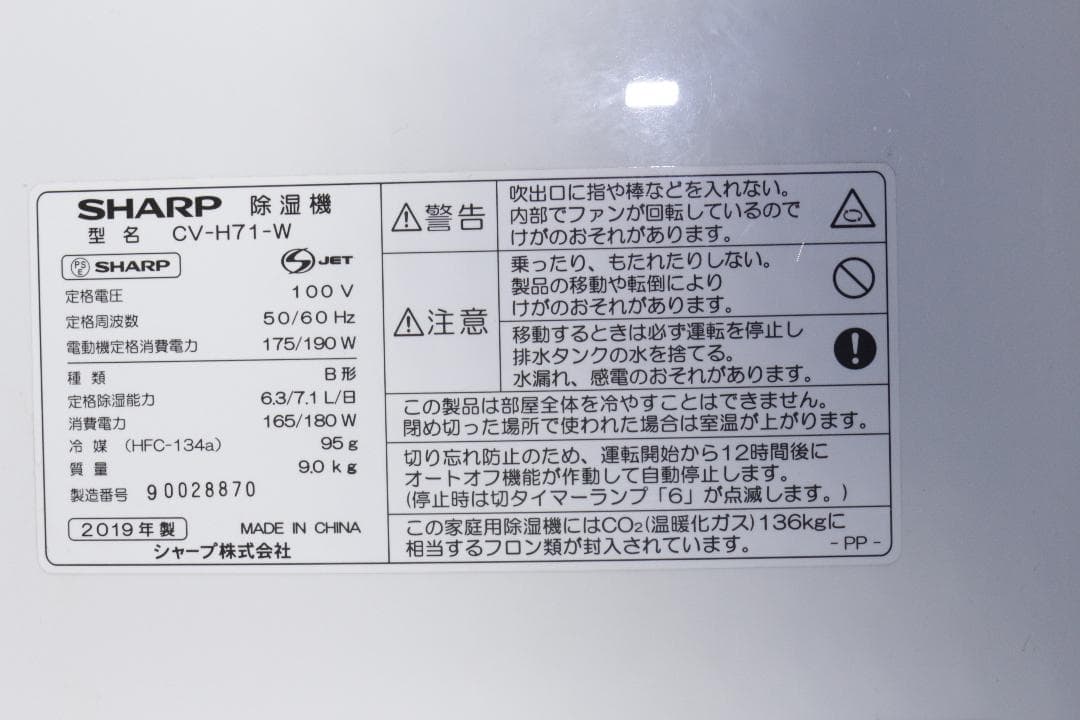 SHARP 除湿機
型名 CV-H71-W
PSE SHARP
S JET
定格電圧 100 V
定格周波数 50/60 Hz
電動機定格消費電力 175/190 W
種類 B形
定格除湿能力 6.3/7.1 L/日
消費電力 165/180 W
冷媒 (HFC-134a) 95 g
質量 9.0 kg
製造番号 90028870
2019年製 MADE IN CHINA
シャープ株式会社
警告
吹出口に指や棒などを入れない。
内部でファンが回転しているので
けがのおそれがあります。
注意
乗ったり、もたれたりしない。
製品の移動や転倒により
けがのおそれがあります。
移動するときは必ず運転を停止し
排水タンクの水を捨てる。
水漏れ、感電のおそれがあります。
この製品は部屋全体を冷やすことはできません。
閉め切った場所で使われた場合は室温が上がります。
切り忘れ防止のため、運転開始から12時間後に
オートオフ機能が作動して自動停止します。
(停止時は切タイマーランプ「6」が点滅します。)
この家庭用除湿機にはCO₂(温暖化ガス)136kgに
相当するフロン類が封入されています。
- PP -